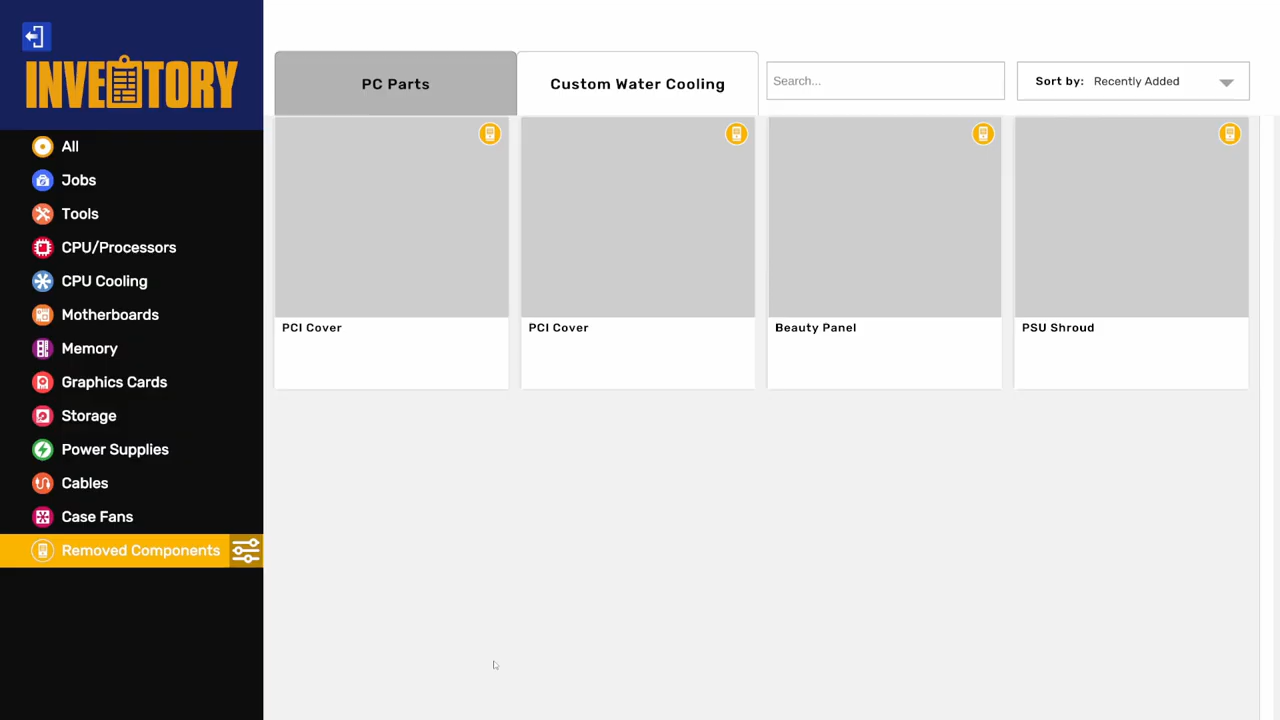 INVENTORY
All
Jobs
Tools
CPU/Processors
CPU Cooling
Motherboards
Memory
Graphics Cards
Storage
Power Supplies
Cables
Case Fans
Removed Components
PC Parts
Custom Water Cooling
Search...
Sort by: Recently Added
PCI Cover
PCI Cover
Beauty Panel
PSU Shroud